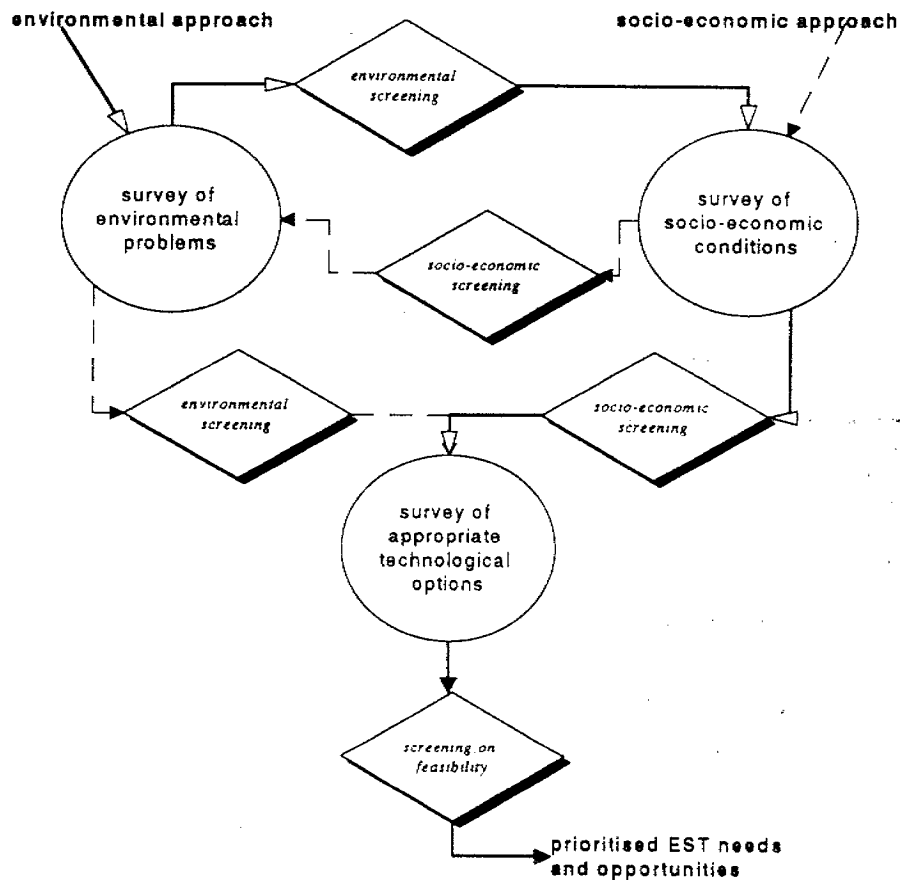 environmental approach
socio-economic approach
environmental
screening
survey of
environmental
problems
survey of
socio-economic
conditions
socio-economic
screening
environmental
screening
socio-economic
screening
survey of
appropriate
technological
options
screening on
feasibility
prioritised EST needs
and opportunities